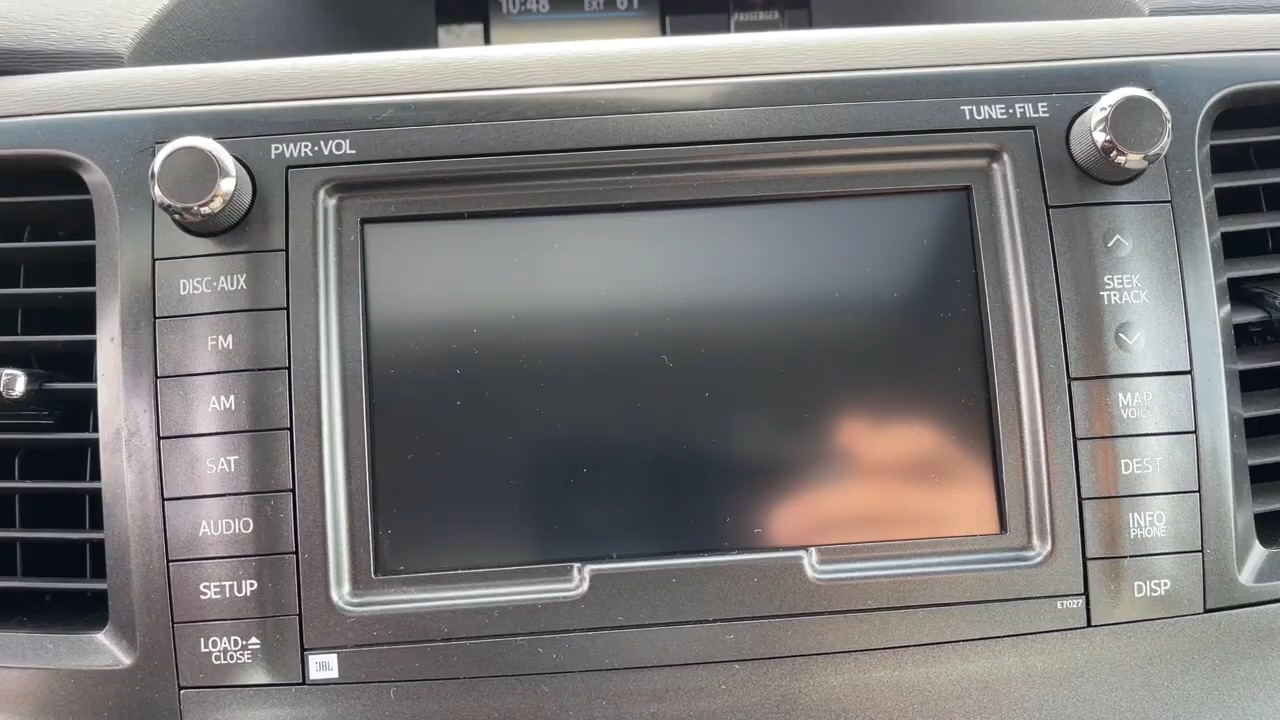 10:48 EXT 61
PASSENGER
PWR·VOL
TUNE·FILE
DISC·AUX
FM
AM
SAT
AUDIO
SETUP
LOAD·⏏
CLOSE
JBL
SEEK
TRACK
MAP
VOICE
DEST
INFO
PHONE
DISP
E7027